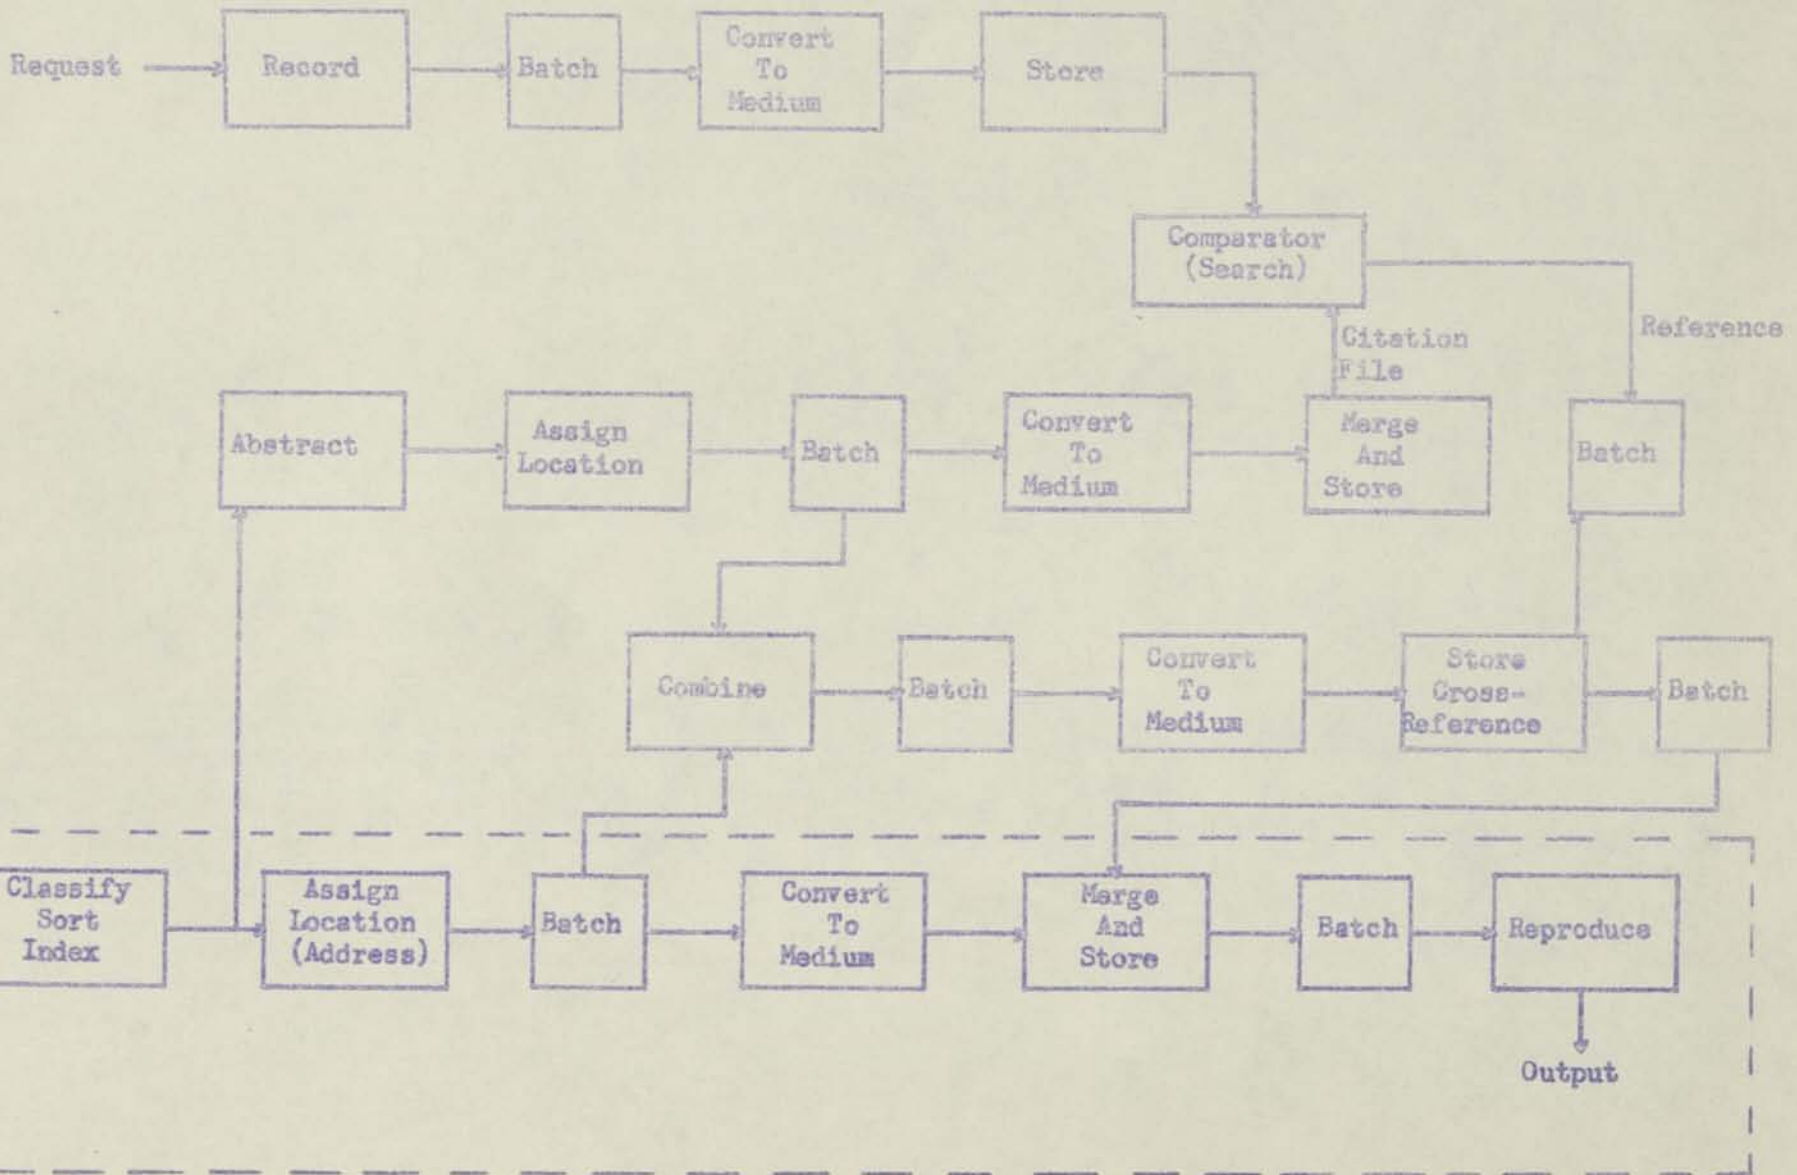 Request
Record
Batch
Convert
To
Medium
Store
Comparator
(Search)
Citation
File
Reference
Abstract
Assign
Location
Batch
Convert
To
Medium
Merge
And
Store
Batch
Combine
Batch
Convert
To
Medium
Store
Cross-
Reference
Batch
Classify
Sort
Index
Assign
Location
(Address)
Batch
Convert
To
Medium
Merge
And
Store
Batch
Reproduce
Output